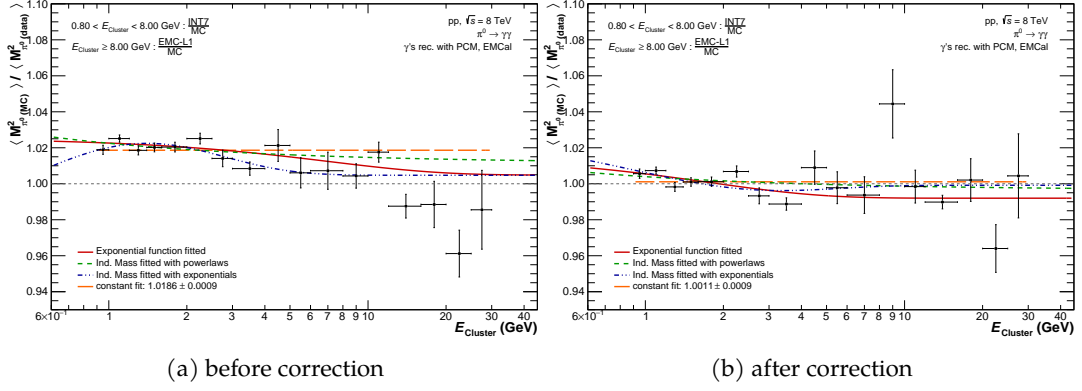 ⟨ M²π⁰ (MC) ⟩ / ⟨ M²π⁰ (data) ⟩
1.10
1.08
1.06
1.04
1.02
1.00
0.98
0.96
0.94
0.80 < E_Cluster < 8.00 GeV : INT7/MC
E_Cluster ≥ 8.00 GeV : EMC-L1/MC
pp, √s = 8 TeV
π⁰ → γγ
γ's rec. with PCM, EMCal
Exponential function fitted
Ind. Mass fitted with powerlaws
Ind. Mass fitted with exponentials
constant fit: 1.0186 ± 0.0009
6×10⁻¹ 1 2 3 4 5 6 7 8 9 10 20 30 40
E_Cluster (GeV)
(a) before correction
⟨ M²π⁰ (MC) ⟩ / ⟨ M²π⁰ (data) ⟩
1.10
1.08
1.06
1.04
1.02
1.00
0.98
0.96
0.94
0.80 < E_Cluster < 8.00 GeV : INT7/MC
E_Cluster ≥ 8.00 GeV : EMC-L1/MC
pp, √s = 8 TeV
π⁰ → γγ
γ's rec. with PCM, EMCal
Exponential function fitted
Ind. Mass fitted with powerlaws
Ind. Mass fitted with exponentials
constant fit: 1.0011 ± 0.0009
6×10⁻¹ 1 2 3 4 5 6 7 8 9 10 20 30 40
E_Cluster (GeV)
(b) after correction